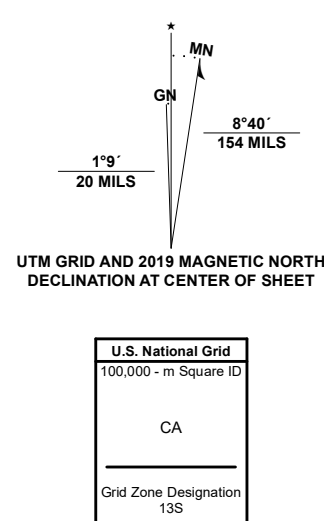 ★
MN
GN
8°40´
154 MILS
1°9´
20 MILS
UTM GRID AND 2019 MAGNETIC NORTH
DECLINATION AT CENTER OF SHEET
U.S. National Grid
100,000 - m Square ID
CA
Grid Zone Designation
13S